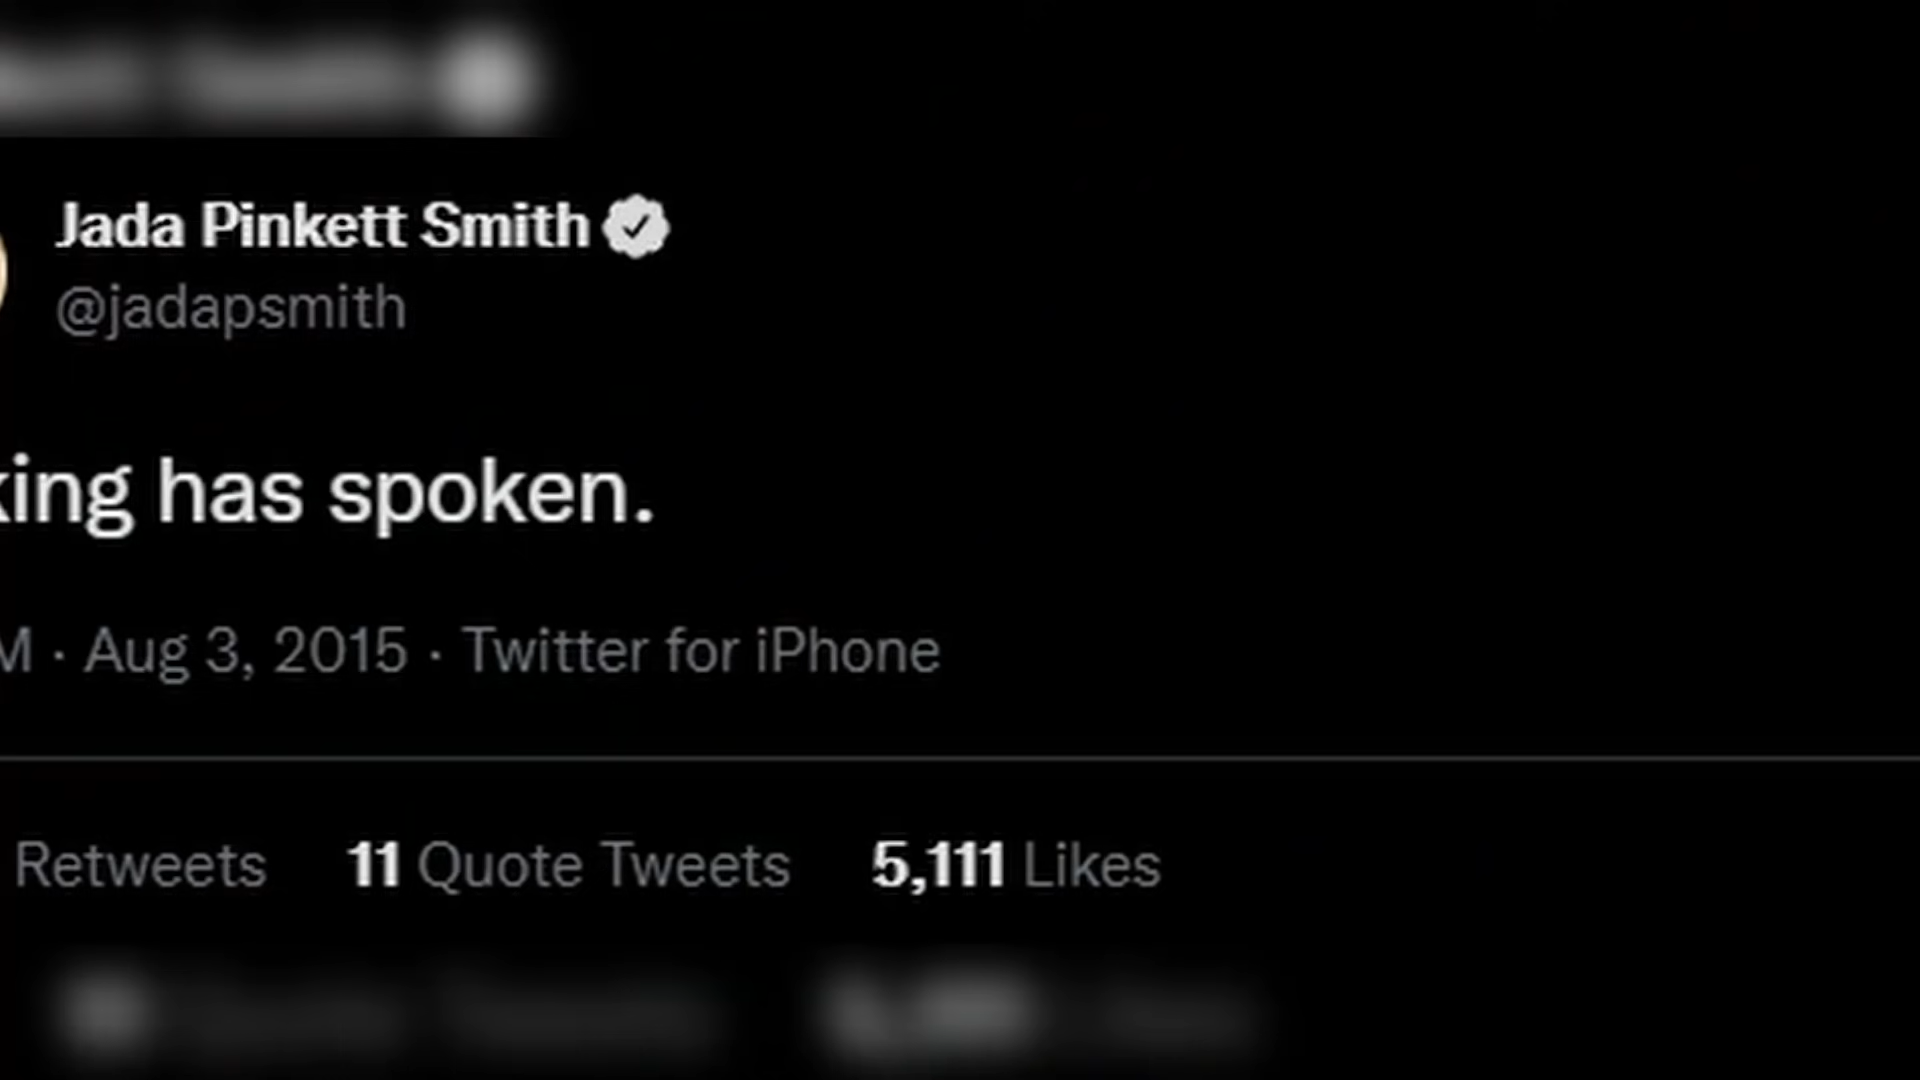 Jada Pinkett Smith
@jadapsmith
king has spoken.
M · Aug 3, 2015 · Twitter for iPhone
Retweets 11 Quote Tweets 5,111 Likes